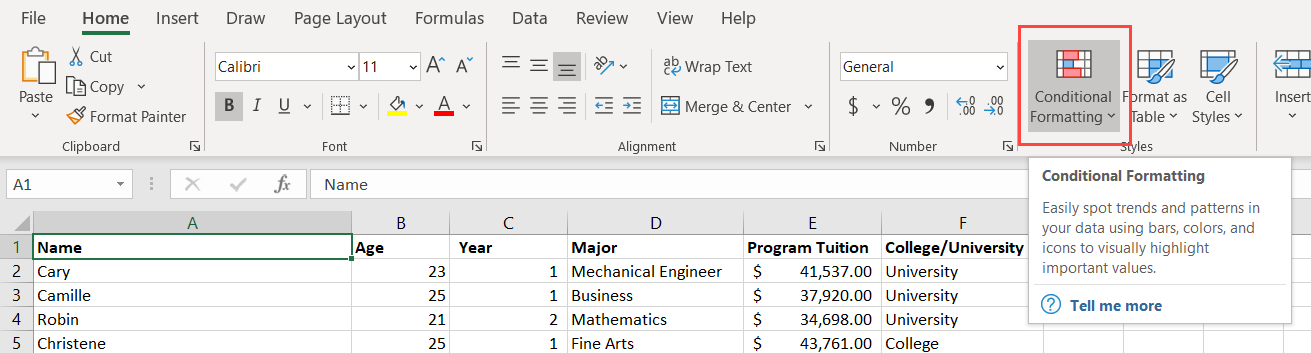 File Home Insert Draw Page Layout Formulas Data Review View Help
Paste
Cut
Copy
Format Painter
Clipboard
Calibri 11 A A
B I U A
Font
ab Wrap Text
Merge & Center
Alignment
General
$ % 9 ←0 .00 .00 →0
Number
Conditional
Formatting
Format as
Table
Cell
Styles
Styles
Insert
A1 fx Name
Conditional Formatting
Easily spot trends and patterns in
your data using bars, colors, and
icons to visually highlight
important values.
Tell me more
A B C D E F
1 Name Age Year Major Program Tuition College/University
2 Cary 23 1 Mechanical Engineer $ 41,537.00 University
3 Camille 25 1 Business $ 37,920.00 University
4 Robin 21 2 Mathematics $ 34,698.00 University
5 Christene 25 1 Fine Arts $ 43,761.00 College